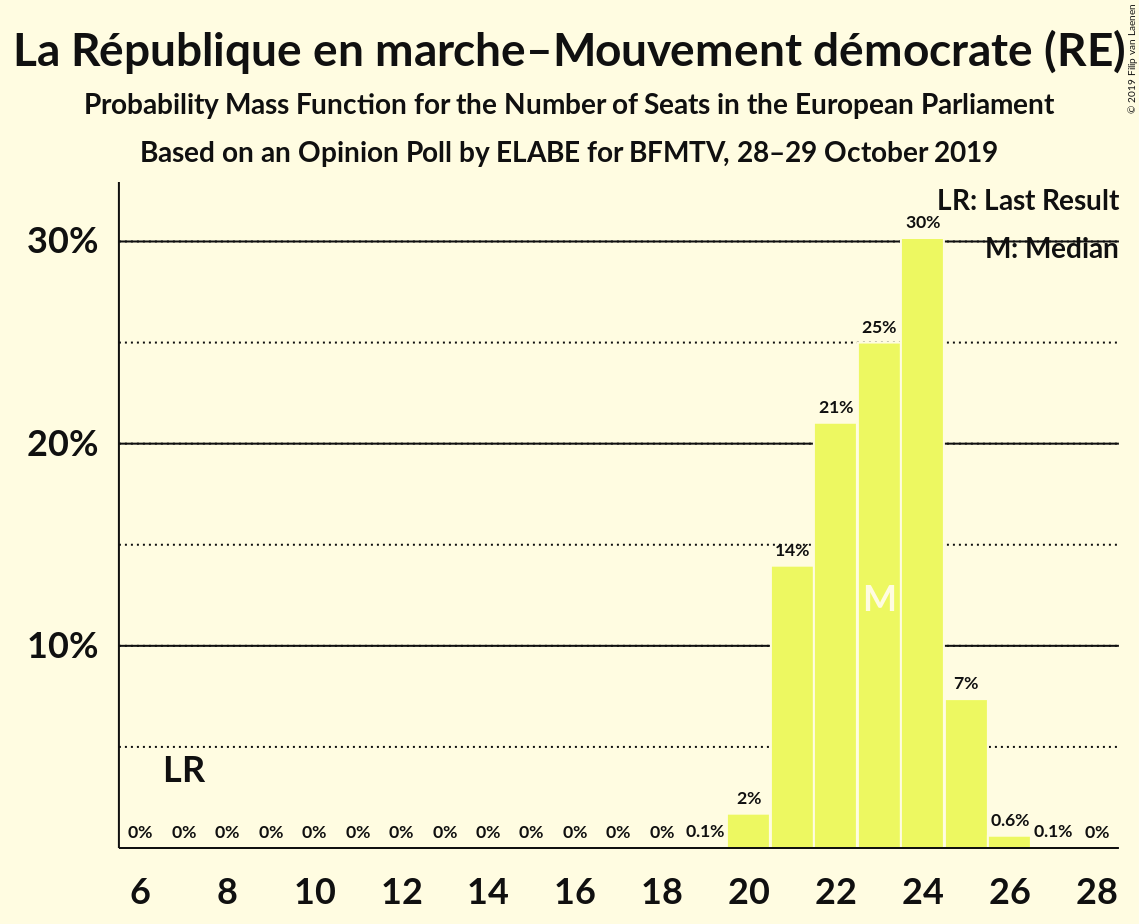 La République en marche–Mouvement démocrate (RE)
© 2019 Filip van Laenen
Probability Mass Function for the Number of Seats in the European Parliament
Based on an Opinion Poll by ELABE for BFMTV, 28–29 October 2019
LR: Last Result
M: Median
30%
20%
10%
30%
25%
21%
14%
M
7%
LR
2%
0% 0% 0% 0% 0% 0% 0% 0% 0% 0% 0% 0% 0% 0.1% 0.6% 0.1% 0%
6 8 10 12 14 16 18 20 22 24 26 28